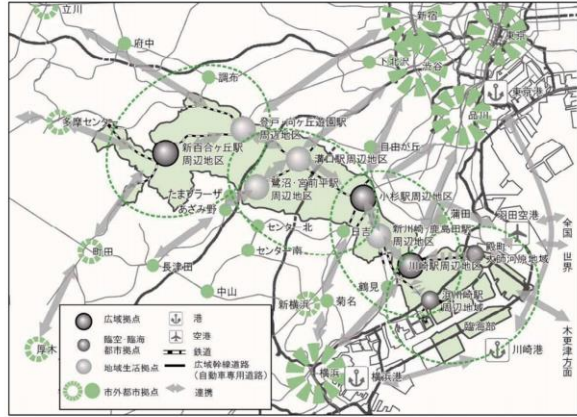 立川
府中
調布
新宿
渋谷
下北沢
東京
東京港
品川
多摩センター
新百合ヶ丘駅
周辺地区
登戸・向ヶ丘遊園駅
周辺地区
溝口駅周辺地区
鷺沼・宮前平駅
周辺地区
たまプラーザ
あざみ野
自由が丘
小杉駅周辺地区
センター北
センター南
日吉
新川崎・鹿島田駅
周辺地区
蒲田
羽田空港
殿町・
大師河原地域
川崎駅周辺地区
浜川崎駅
周辺地域
臨海部
町田
長津田
中山
鶴見
新横浜
菊名
厚木
横浜
横浜港
川崎港
全国・世界
木更津方面
広域拠点
臨空・臨海
都市拠点
地域生活拠点
市外都市拠点
港
空港
鉄道
広域幹線道路
（自動車専用道路）
連携